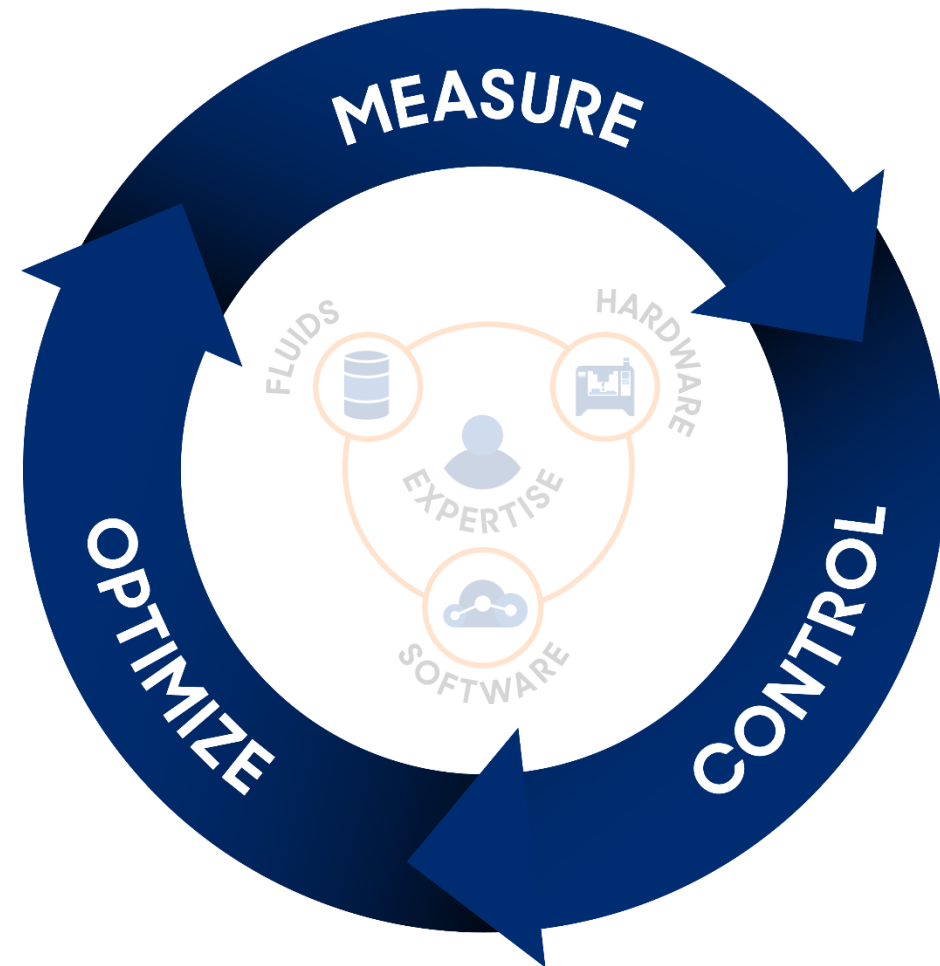 MEASURE
FLUIDS
HARDWARE
EXPERTISE
SOFTWARE
OPTIMIZE
CONTROL